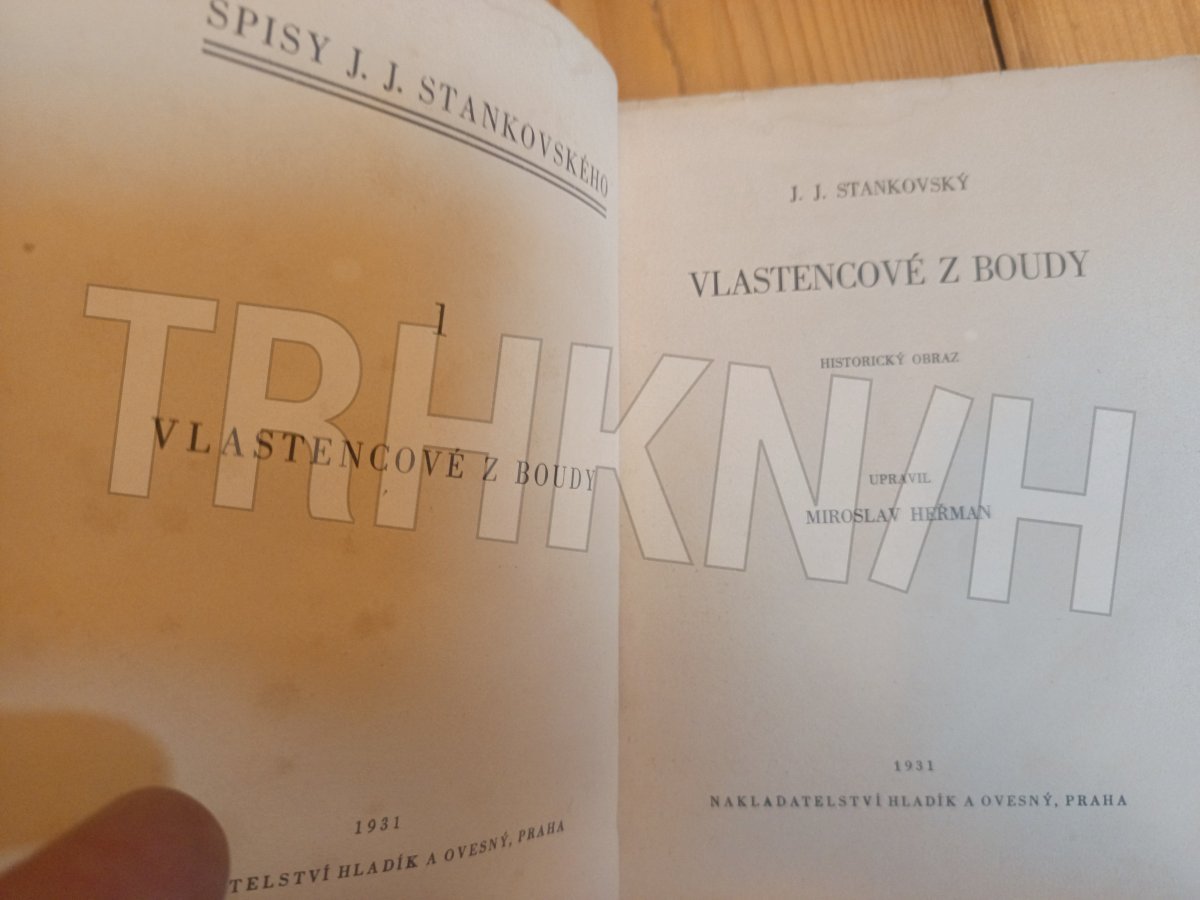 SPISY J. J. STANKOVSKÉHO
1
VLASTENCOVÉ Z BOUDY
1931
TELSTVÍ HLADÍK A OVESNÝ, PRAHA
J. J. STANKOVSKÝ
VLASTENCOVÉ Z BOUDY
HISTORICKÝ OBRAZ
UPRAVIL
MIROSLAV HEŘMAN
1931
NAKLADATELSTVÍ HLADÍK A OVESNÝ, PRAHA
TRHKN/H